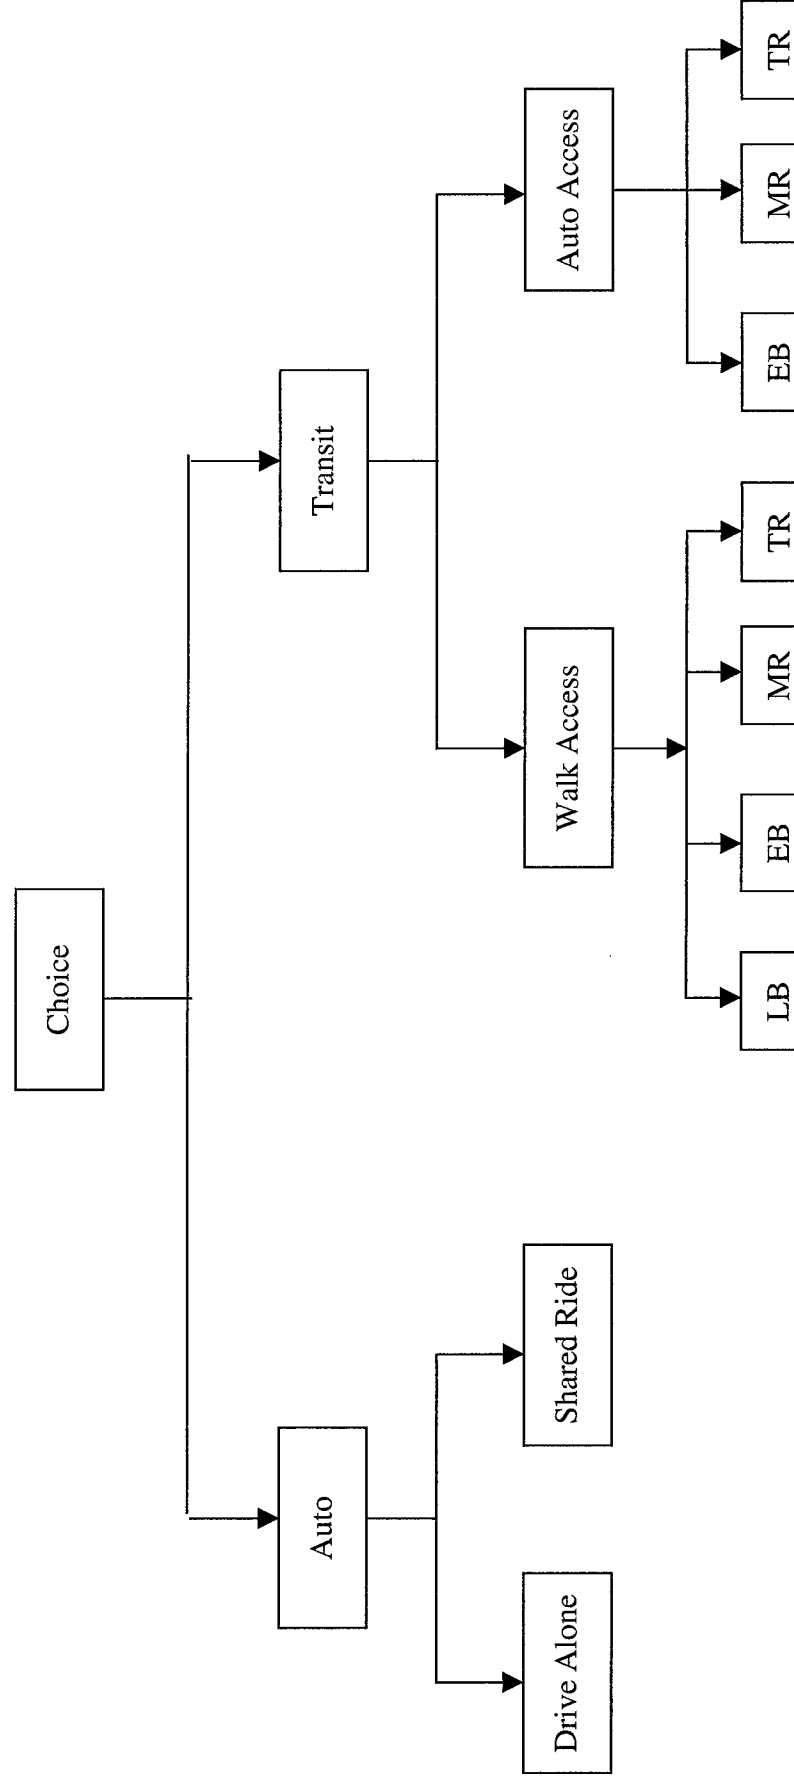 Choice
Auto
Transit
Drive Alone
Shared Ride
Walk Access
Auto Access
LB
EB
MR
TR
EB
MR
TR